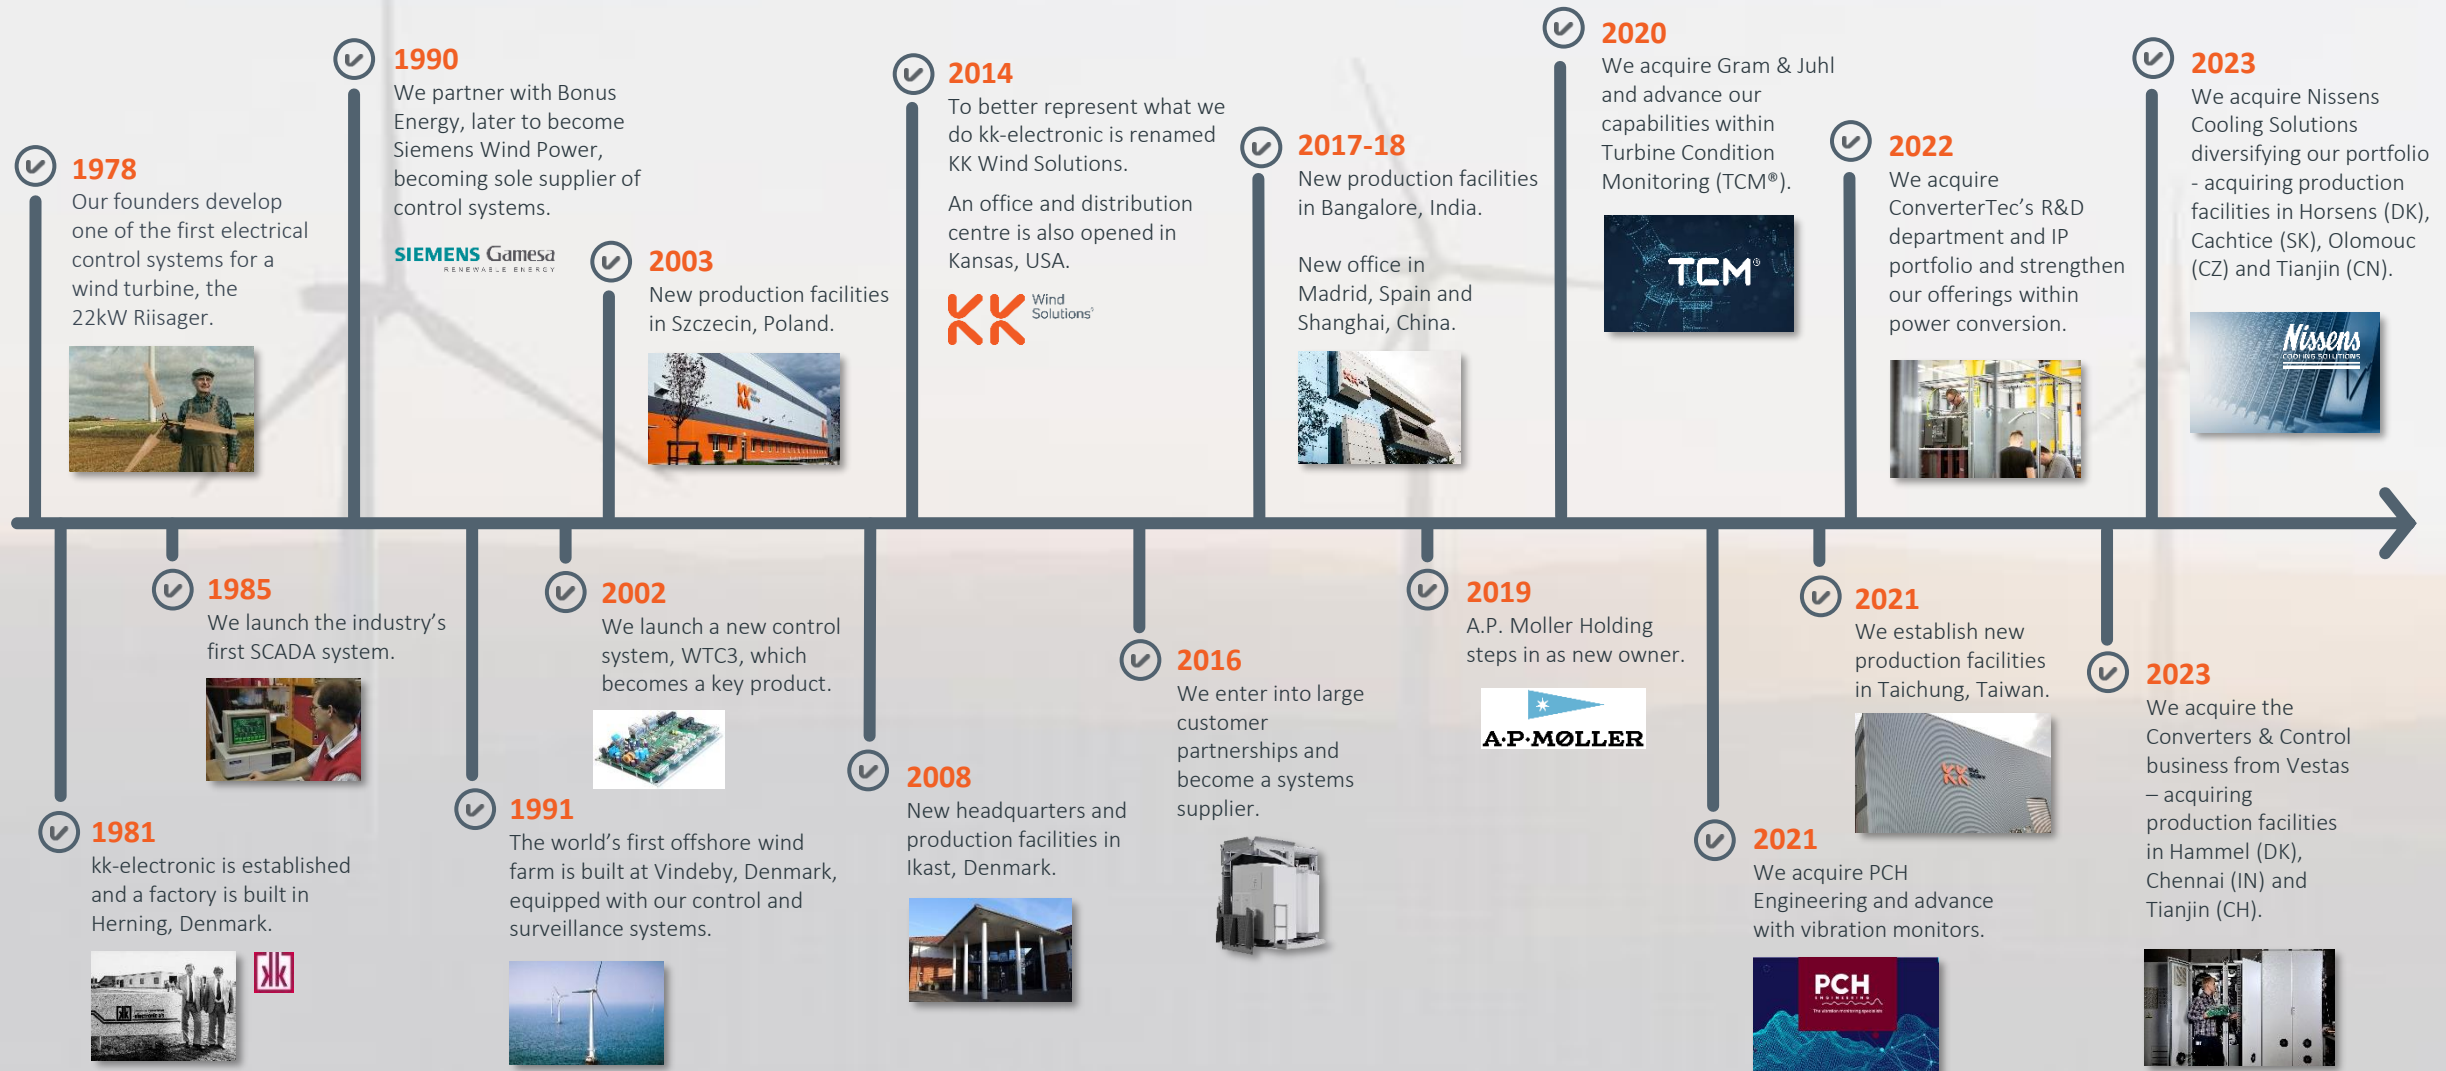 1978
Our founders develop
one of the first electrical
control systems for a
wind turbine, the
22kW Riisager.
1981
kk-electronic is established
and a factory is built in
Herning, Denmark.
kk
1985
We launch the industry's
first SCADA system.
1990
We partner with Bonus
Energy, later to become
Siemens Wind Power,
becoming sole supplier of
control systems.
SIEMENS Gamesa
RENEWABLE ENERGY
1991
The world's first offshore wind
farm is built at Vindeby, Denmark,
equipped with our control and
surveillance systems.
2002
We launch a new control
system, WTC3, which
becomes a key product.
2003
New production facilities
in Szczecin, Poland.
KK
2008
New headquarters and
production facilities in
Ikast, Denmark.
2014
To better represent what we
do kk-electronic is renamed
KK Wind Solutions.
An office and distribution
centre is also opened in
Kansas, USA.
KK Wind
Solutions®
2016
We enter into large
customer
partnerships and
become a systems
supplier.
2017-18
New production facilities
in Bangalore, India.
New office in
Madrid, Spain and
Shanghai, China.
KK
2019
A.P. Moller Holding
steps in as new owner.
A·P·MØLLER
2020
We acquire Gram & Juhl
and advance our
capabilities within
Turbine Condition
Monitoring (TCM®).
TCM®
2021
We acquire PCH
Engineering and advance
with vibration monitors.
PCH
ENGINEERING
The vibration monitoring specialists
2021
We establish new
production facilities
in Taichung, Taiwan.
KK
2022
We acquire
ConverterTec's R&D
department and IP
portfolio and strengthen
our offerings within
power conversion.
2023
We acquire the
Converters & Control
business from Vestas
– acquiring
production facilities
in Hammel (DK),
Chennai (IN) and
Tianjin (CH).
2023
We acquire Nissens
Cooling Solutions
diversifying our portfolio
- acquiring production
facilities in Horsens (DK),
Cachtice (SK), Olomouc
(CZ) and Tianjin (CN).
Nissens
COOLING SOLUTIONS